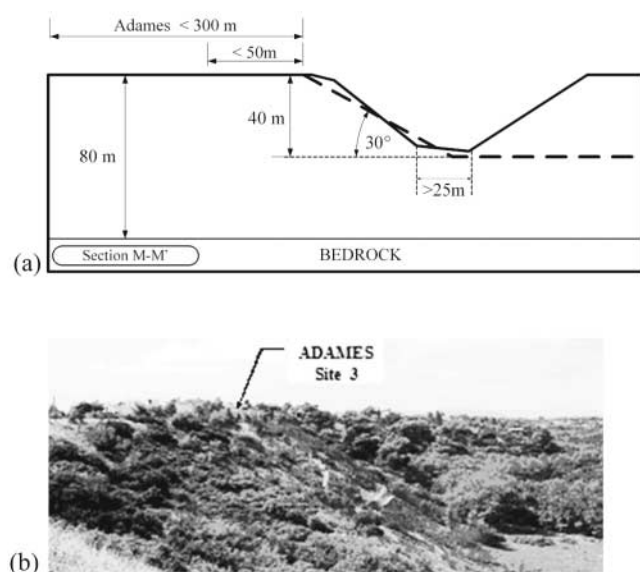 Adames < 300 m
< 50m
40 m
30°
80 m
>25m
(a)
Section M-M'
BEDROCK
ADAMES
Site 3
(b)